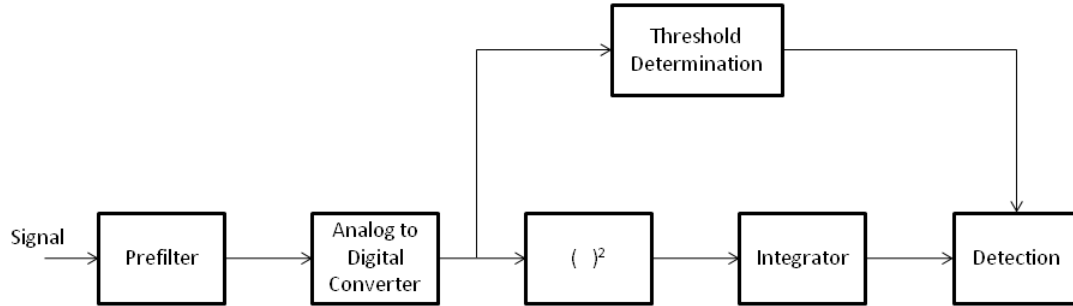 Threshold
Determination
Signal
Prefilter
Analog to
Digital
Converter
( )²
Integrator
Detection